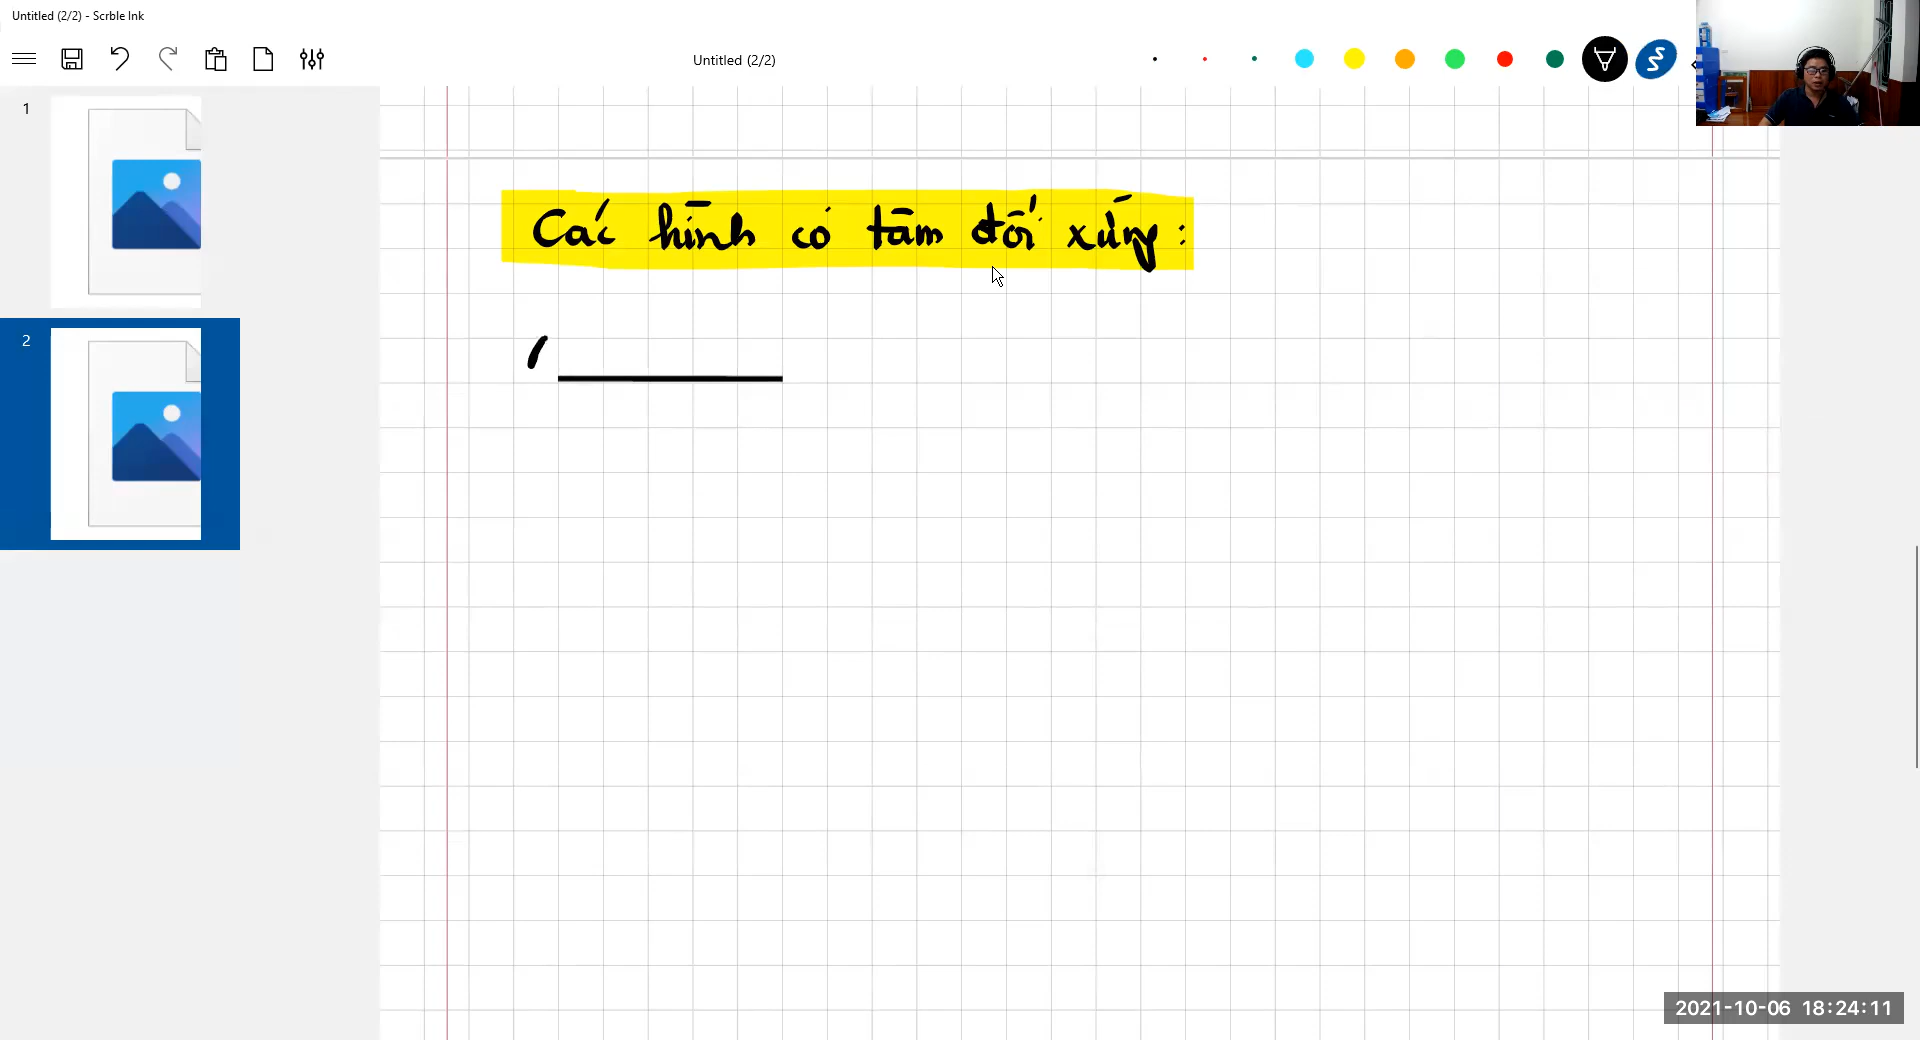 Untitled (2/2) - Scrble Ink
Untitled (2/2)
1
2
Các hình có tâm đối xứng:
2021-10-06 18:24:11